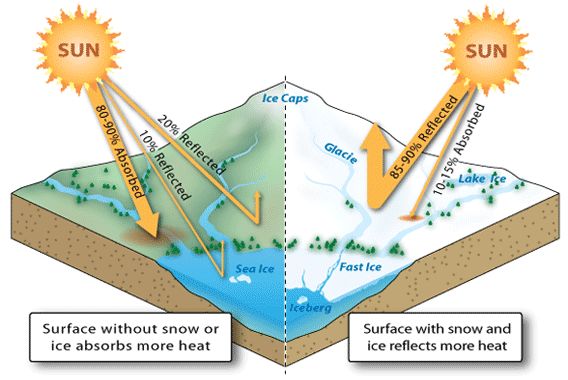 SUN
SUN
80-90% Absorbed
10% Reflected
20% Reflected
Ice Caps
Glacie
85-90% Reflected
10-15% Absorbed
Lake Ice
Sea Ice
Fast Ice
Iceberg
Surface without snow or
ice absorbs more heat
Surface with snow and
ice reflects more heat